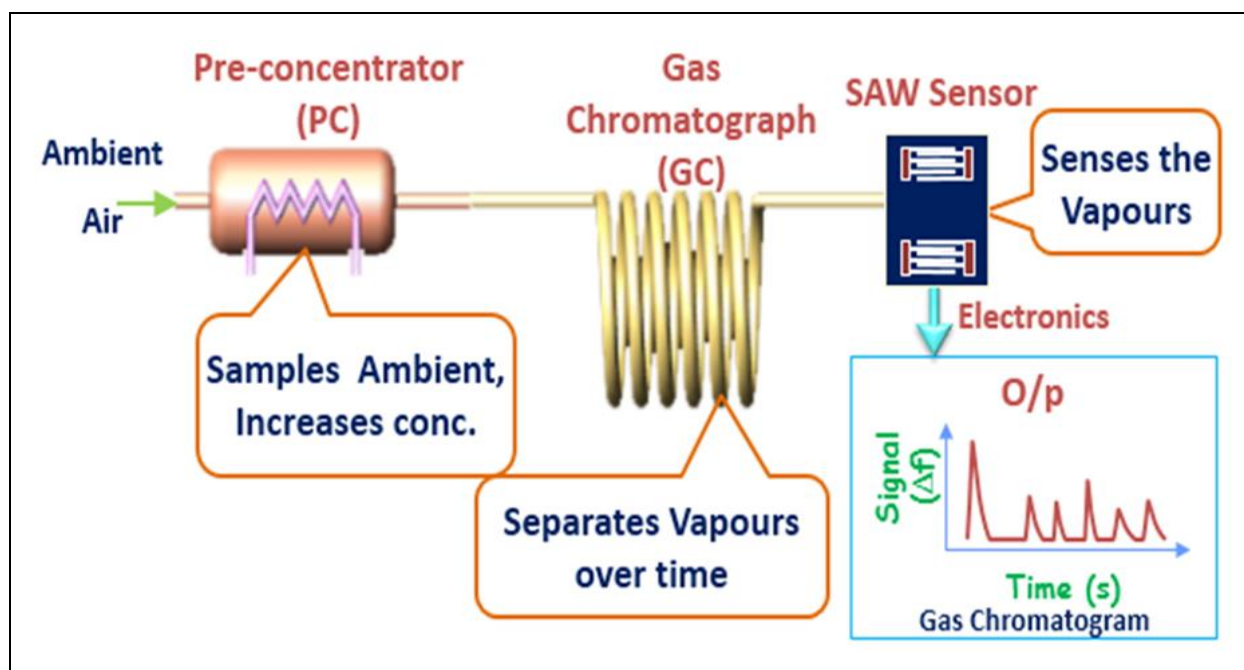 Pre-concentrator
(PC)
Gas
Chromatograph
(GC)
SAW Sensor
Ambient
Air
Senses the
Vapours
Samples Ambient,
Increases conc.
Separates Vapours
over time
Electronics
O/p
Signal
(Δf)
Time (s)
Gas Chromatogram